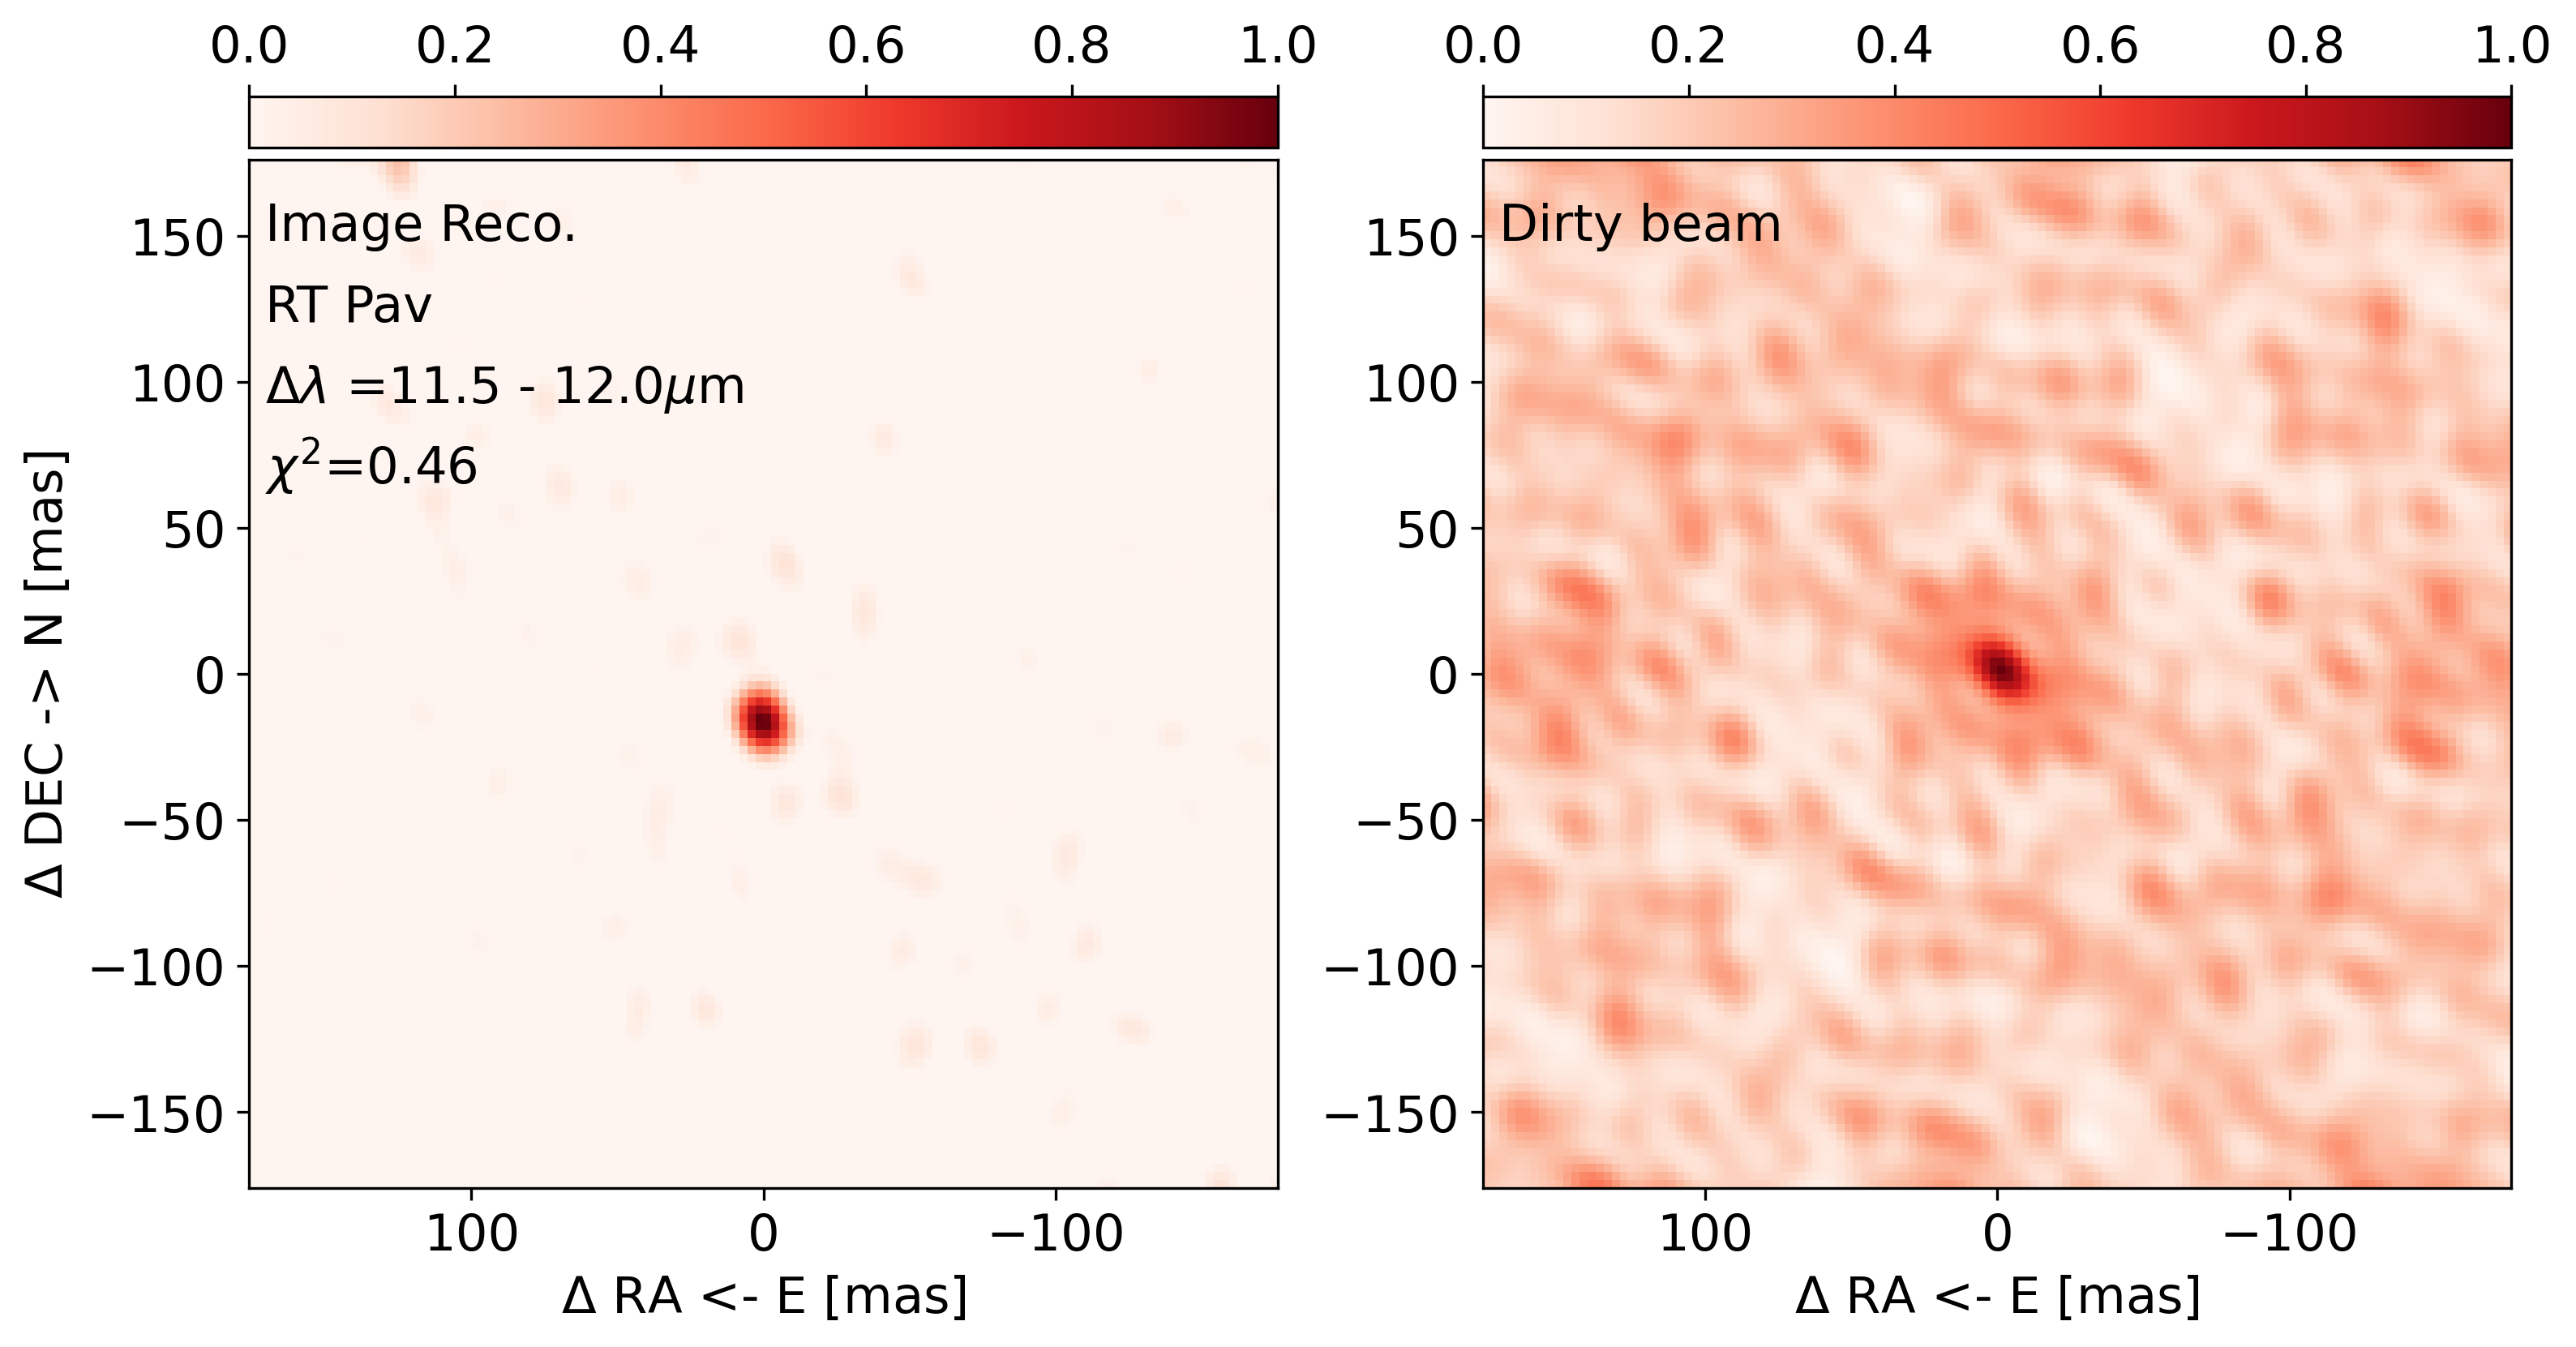 0.0 0.2 0.4 0.6 0.8 1.0
0.0 0.2 0.4 0.6 0.8 1.0
Image Reco.
RT Pav
Δλ =11.5 - 12.0μm
χ²=0.46
150
100
50
0
−50
−100
−150
Δ DEC -> N [mas]
100 0 −100
Δ RA <- E [mas]
Dirty beam
150
100
50
0
−50
−100
−150
100 0 −100
Δ RA <- E [mas]